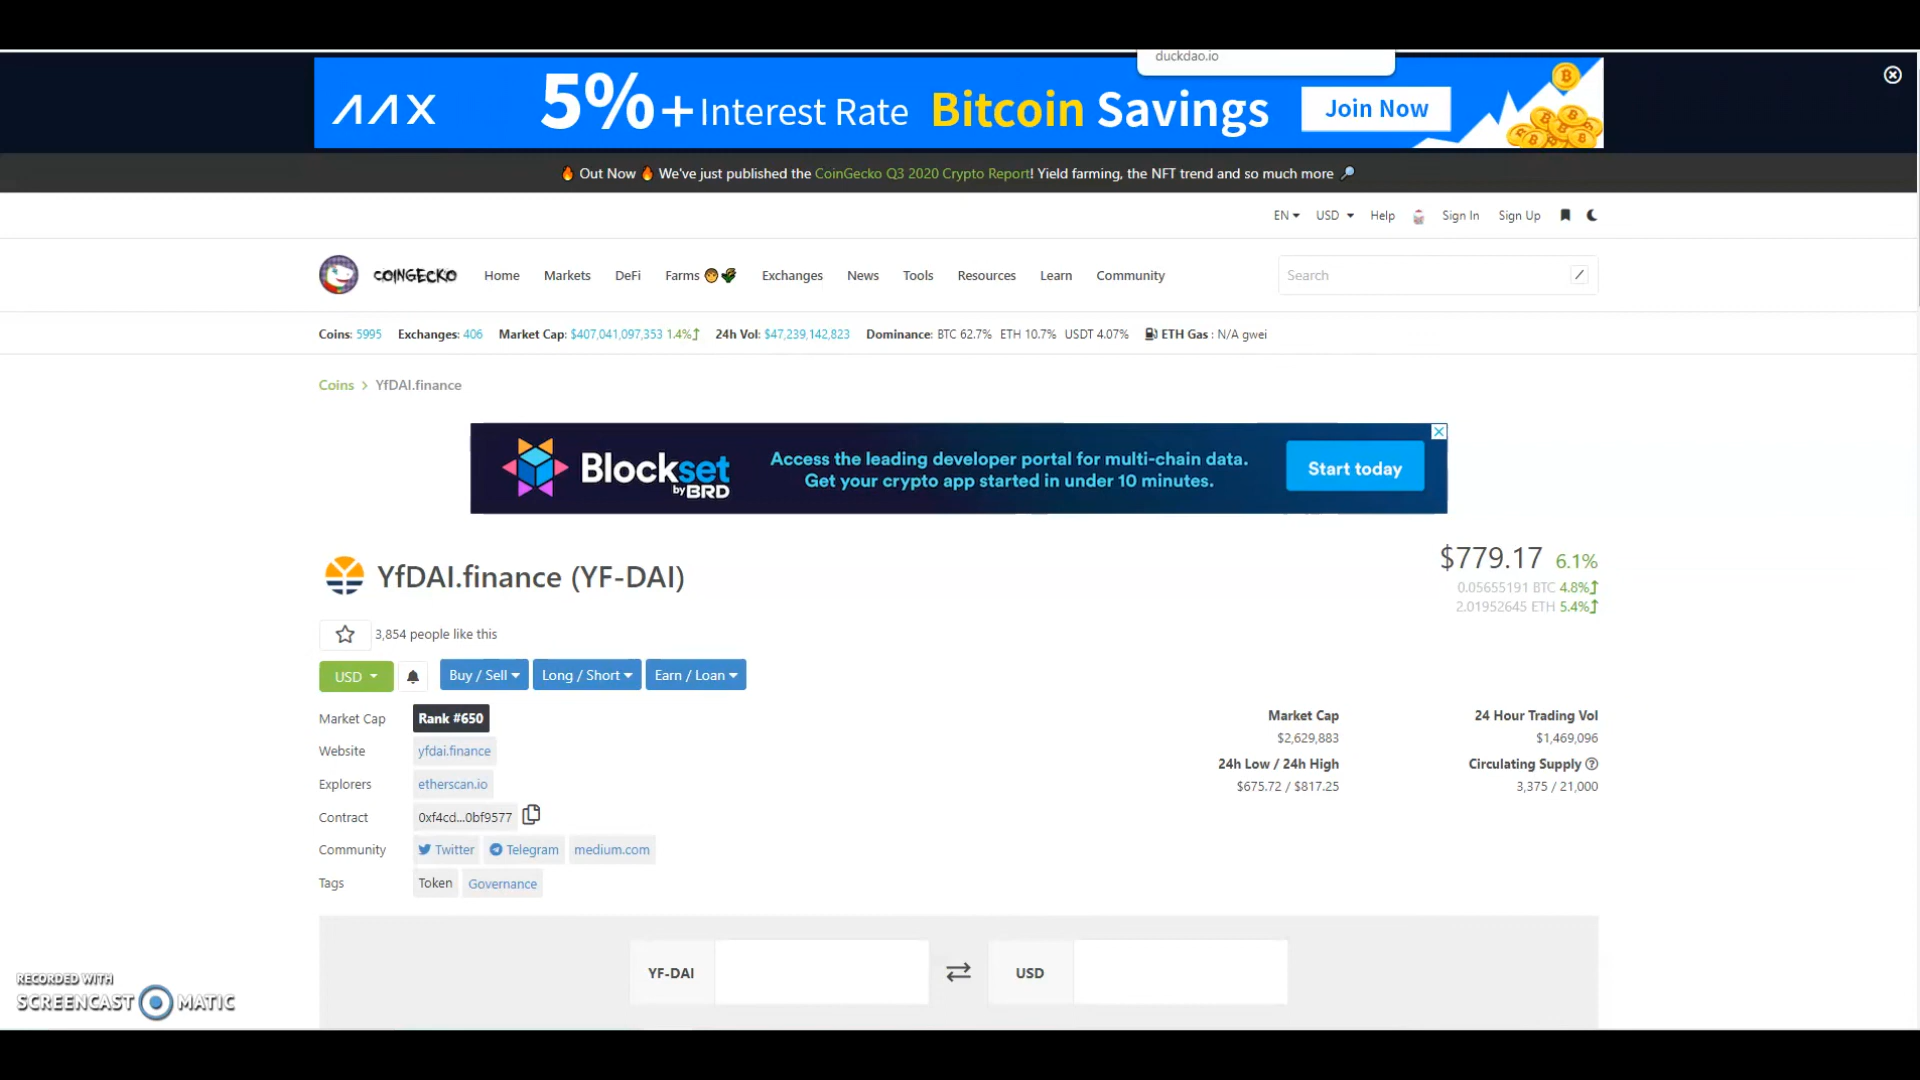 duckdao.io
AAX 5%+ Interest Rate Bitcoin Savings Join Now
Out Now We've just published the CoinGecko Q3 2020 Crypto Report! Yield farming, the NFT trend and so much more
EN USD Help Sign In Sign Up
COINGECKO Home Markets DeFi Farms Exchanges News Tools Resources Learn Community Search /
Coins: 5995 Exchanges: 406 Market Cap: $407,041,097,353 1.4% 24h Vol: $47,239,142,823 Dominance: BTC 62.7% ETH 10.7% USDT 4.07% ETH Gas : N/A gwei
Coins > YfDAI.finance
Blockset by BRD
Access the leading developer portal for multi-chain data.
Get your crypto app started in under 10 minutes.
Start today
YfDAI.finance (YF-DAI)
$779.17 6.1%
0.05655191 BTC 4.8%
2.01952645 ETH 5.4%
3,854 people like this
USD Buy / Sell Long / Short Earn / Loan
Market Cap Rank #650
Website yfdai.finance
Explorers etherscan.io
Contract 0xf4cd...0bf9577
Community Twitter Telegram medium.com
Tags Token Governance
Market Cap
$2,629,883
24 Hour Trading Vol
$1,469,096
24h Low / 24h High
$675.72 / $817.25
Circulating Supply ?
3,375 / 21,000
YF-DAI USD
RECORDED WITH
SCREENCAST MATIC